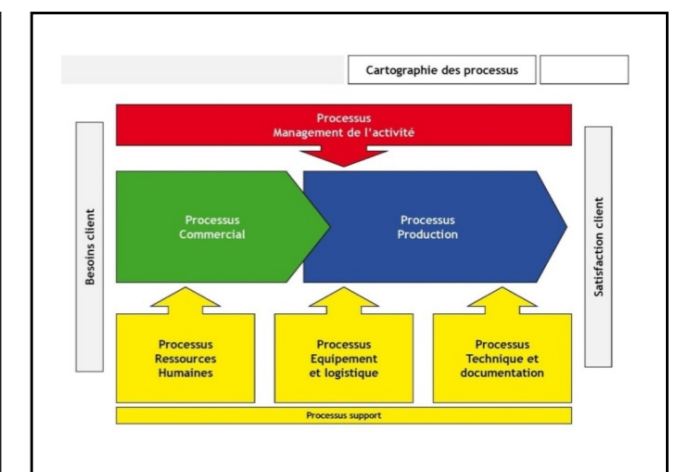 Cartographie des processus
Processus
Management de l'activité
Besoins client
Processus
Commercial
Processus
Production
Satisfaction client
Processus
Ressources
Humaines
Processus
Equipement
et logistique
Processus
Technique et
documentation
Processus support